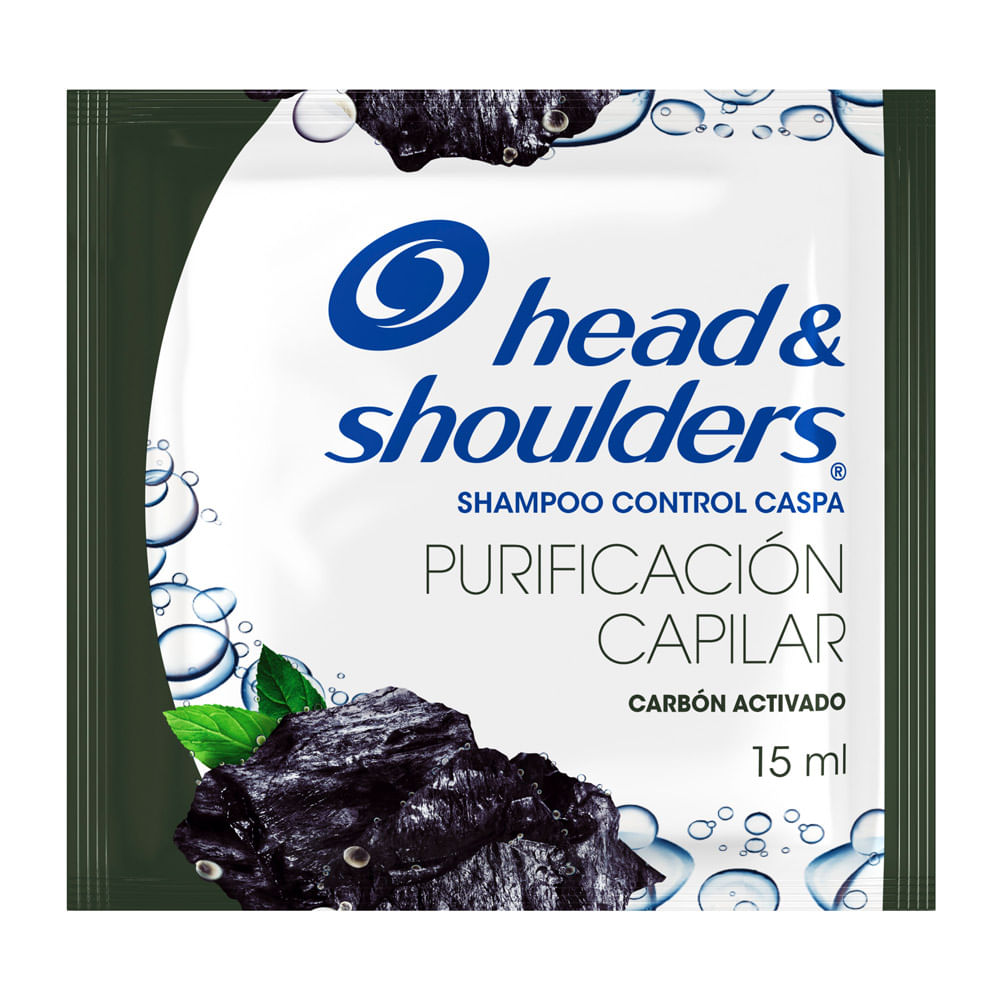 head &
shoulders®
SHAMPOO CONTROL CASPA
PURIFICACIÓN
CAPILAR
CARBÓN ACTIVADO
15 ml